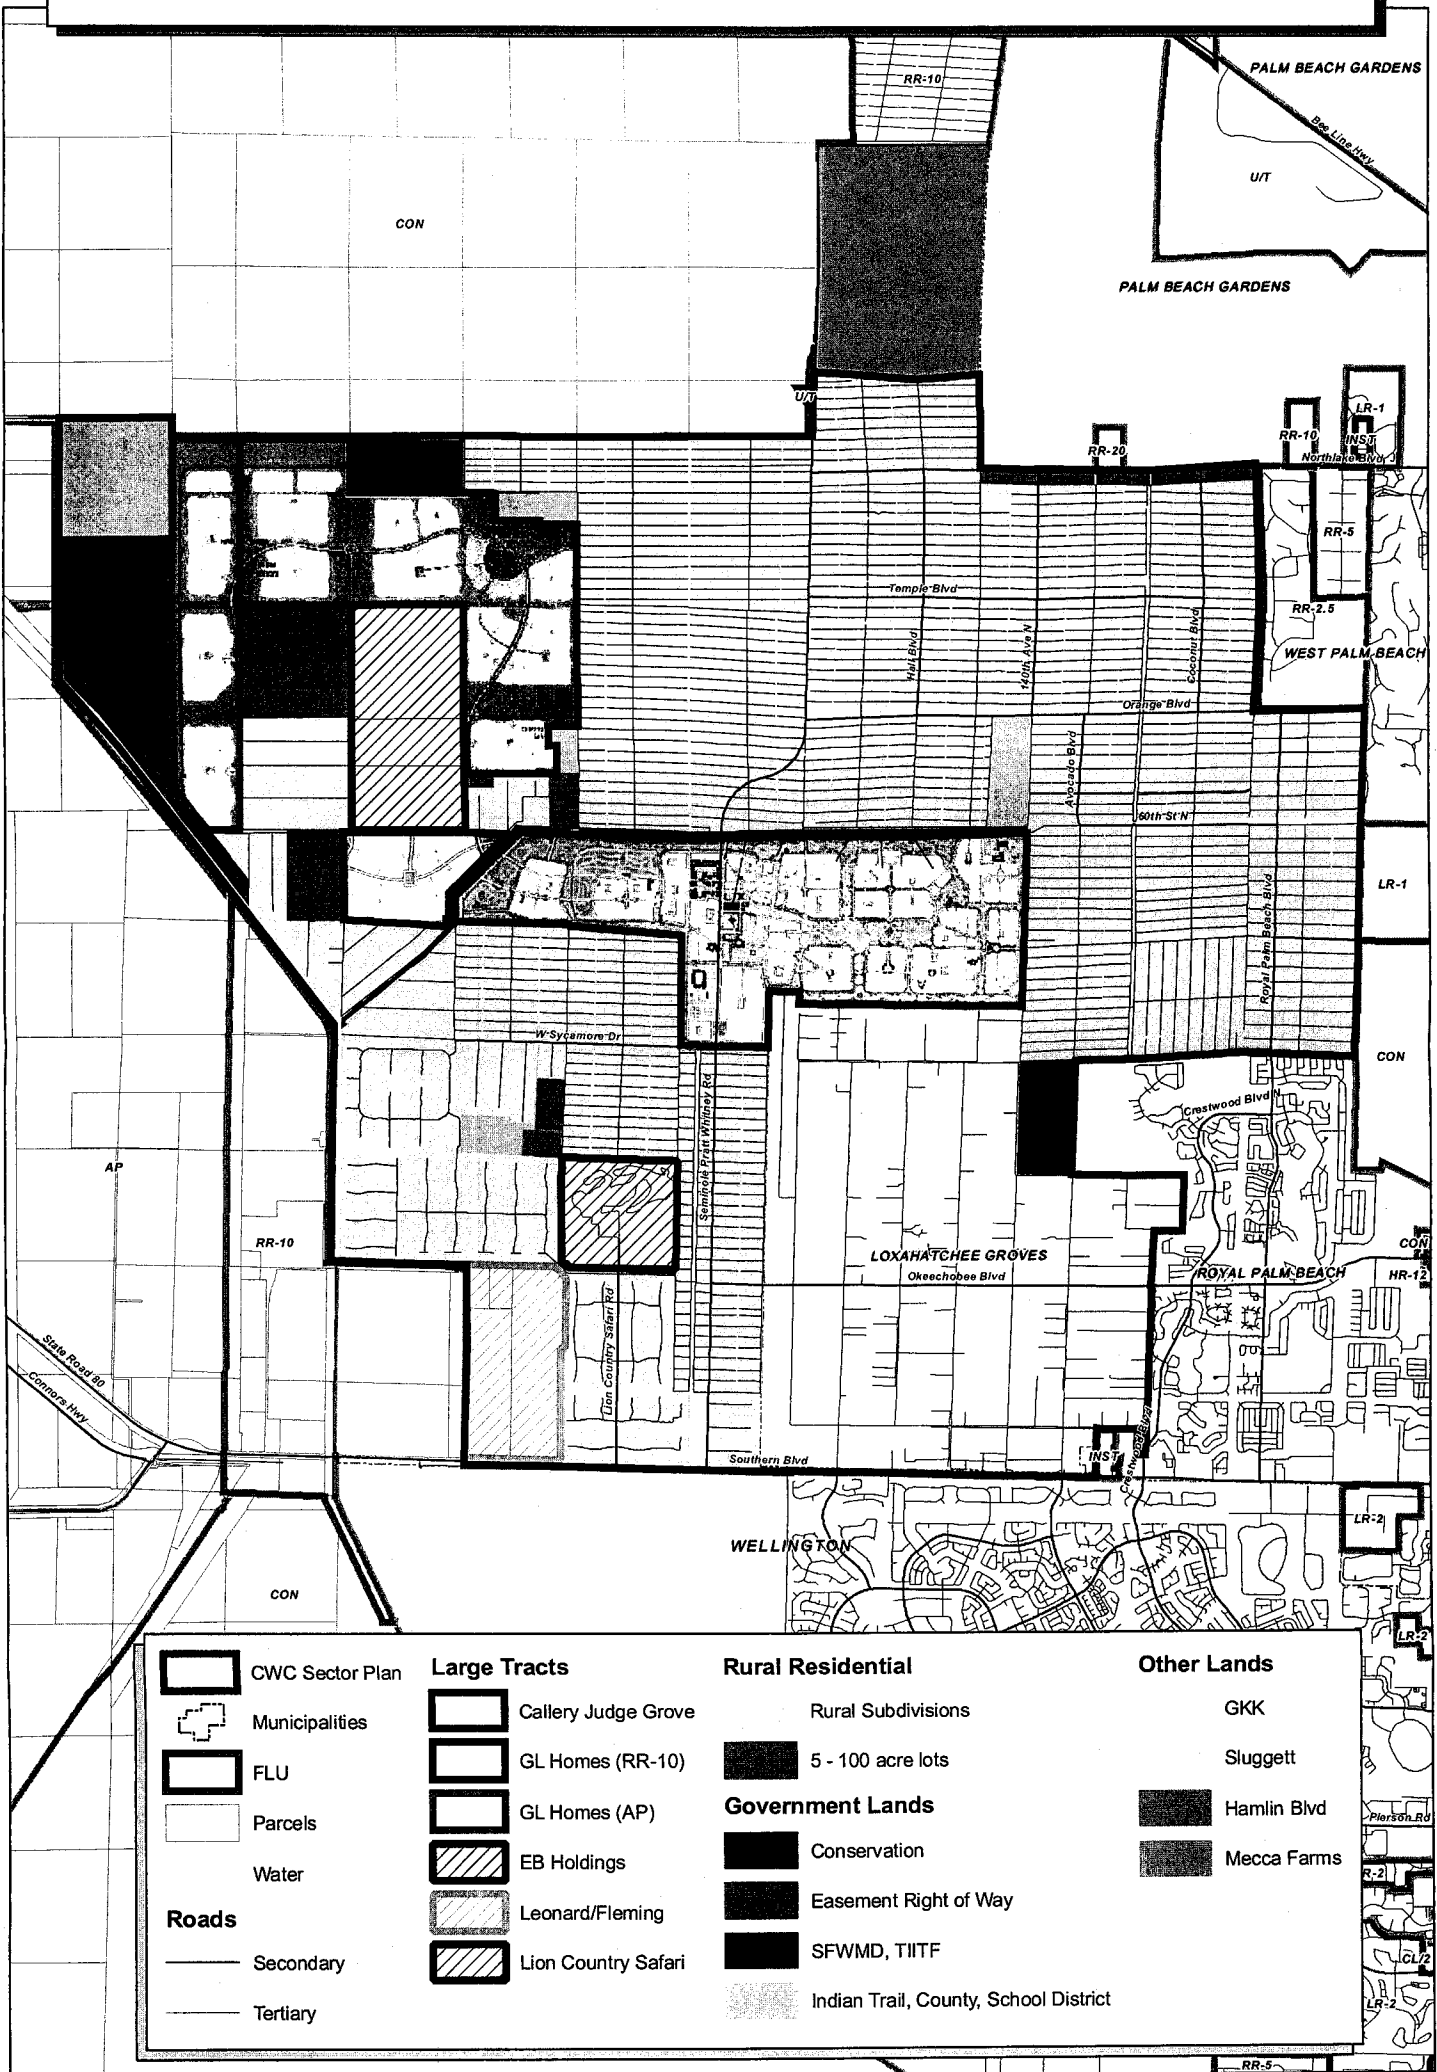 RR-10
PALM BEACH GARDENS
Bee Line Hwy
U/T
CON
PALM BEACH GARDENS
U/T
LR-1
RR-10
INST
RR-20
Northlake Blvd
RR-5
Temple Blvd
RR-2.5
Hall Blvd
140th Ave N
Coconut Blvd
WEST PALM BEACH
Orange Blvd
Avocado Blvd
60th St N
LR-1
Royal Palm Beach Blvd
W Sycamore Dr
CON
Seminole Pratt Whitney Rd
Crestwood Blvd N
AP
RR-10
LOXAHATCHEE GROVES
Okeechobee Blvd
CON
ROYAL PALM BEACH
HR-12
Lion Country Safari Rd
State Road 80
Connors Hwy
Southern Blvd
INST
Crestwood Blvd
LR-2
WELLINGTON
CON
LR-2
CWC Sector Plan
Municipalities
FLU
Parcels
Water
Roads
Secondary
Tertiary
Large Tracts
Callery Judge Grove
GL Homes (RR-10)
GL Homes (AP)
EB Holdings
Leonard/Fleming
Lion Country Safari
Rural Residential
Rural Subdivisions
5 - 100 acre lots
Government Lands
Conservation
Easement Right of Way
SFWMD, TIITF
Indian Trail, County, School District
Other Lands
GKK
Sluggett
Hamlin Blvd
Mecca Farms
Pierson Rd
R-2
CL/2
LR-2
RR-5